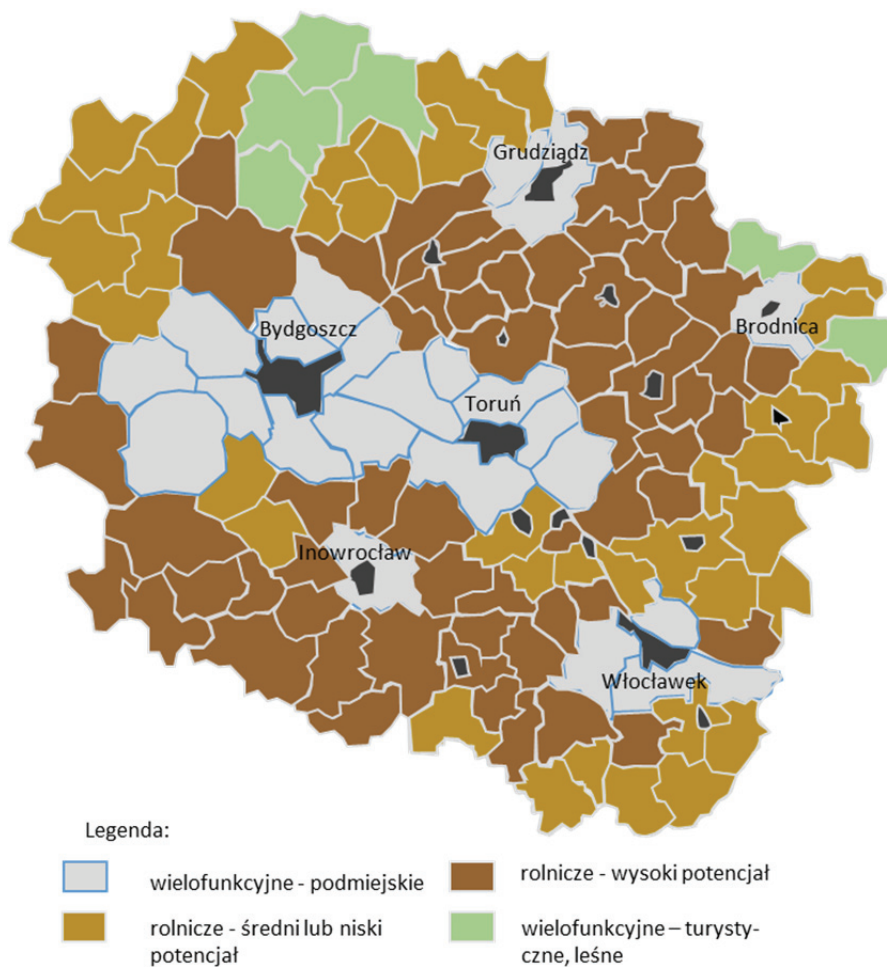 Grudziądz
Brodnica
Bydgoszcz
Toruń
Inowrocław
Włocławek
Legenda:
wielofunkcyjne - podmiejskie
rolnicze - wysoki potencjał
rolnicze - średni lub niski
potencjał
wielofunkcyjne – turysty-
czne, leśne